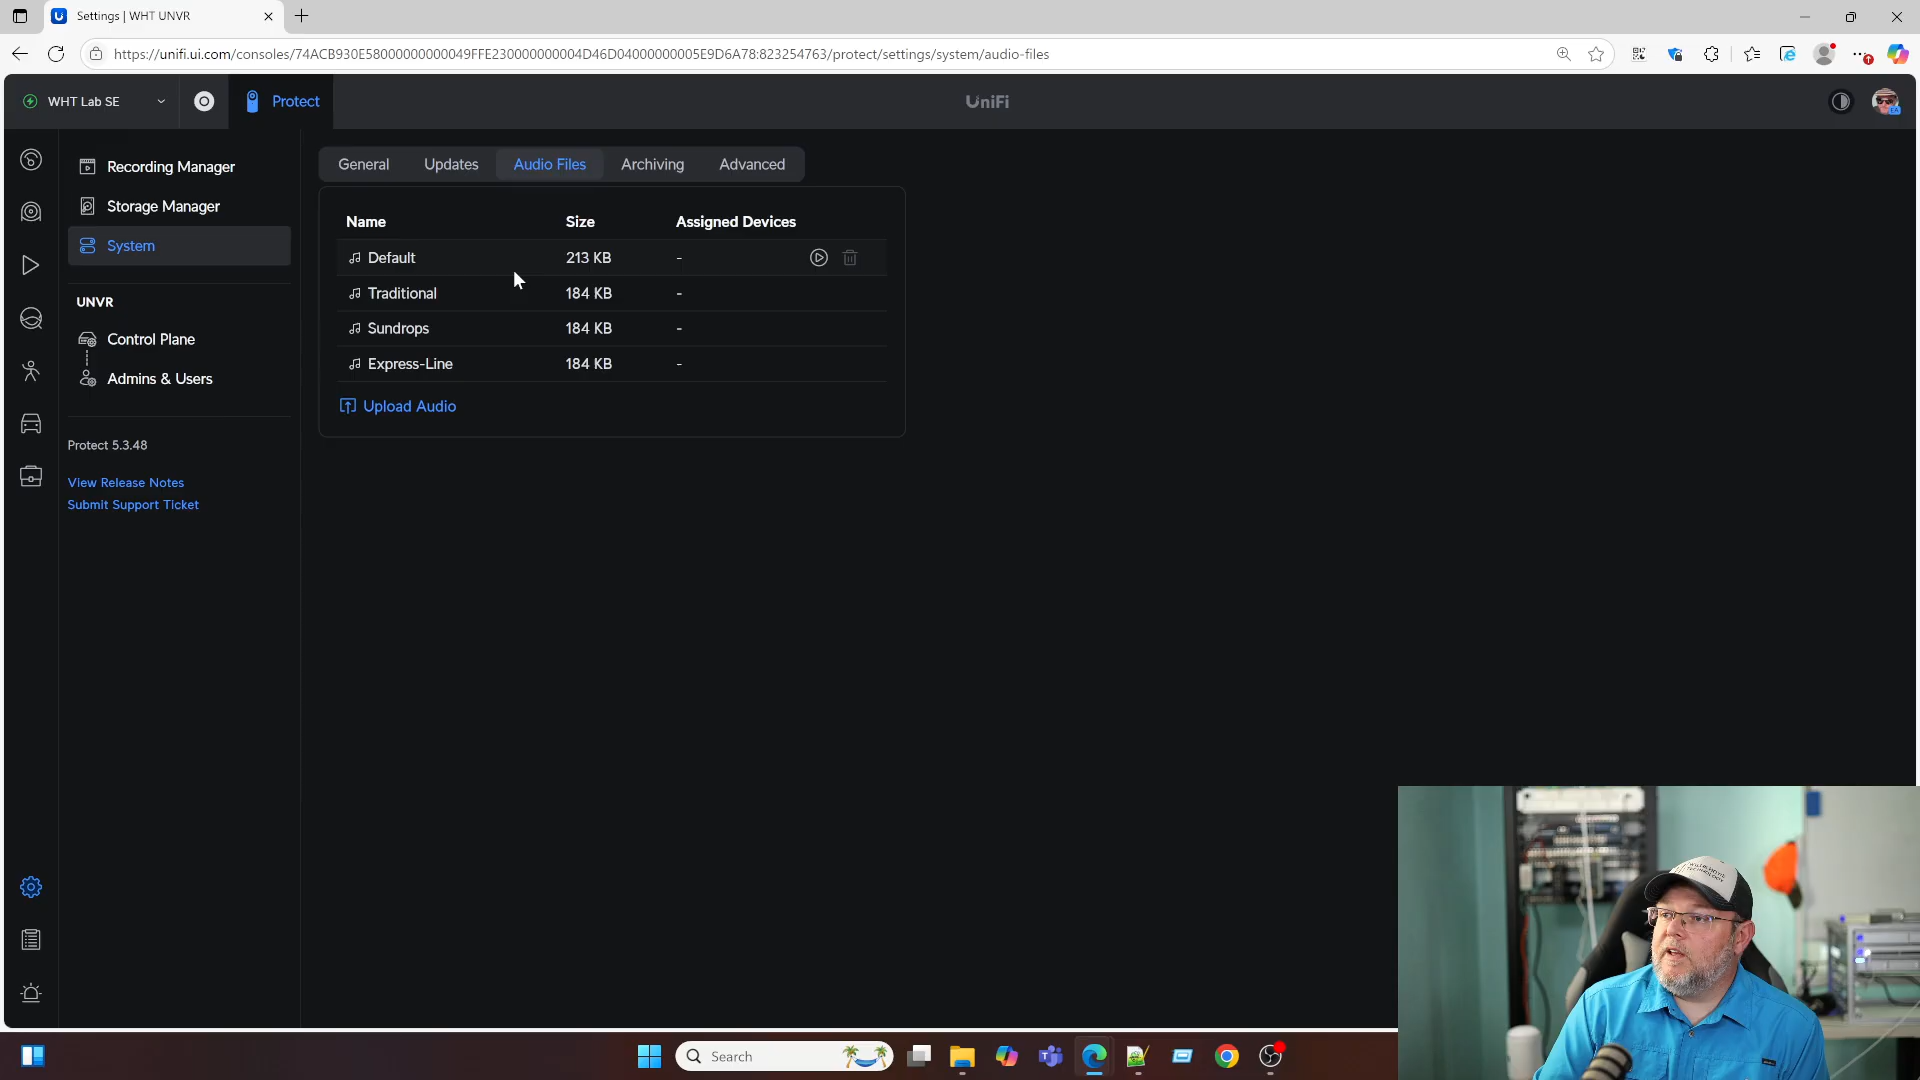 Settings | WHT UNVR
https://unifi.ui.com/consoles/74ACB930E58000000000049FFE230000000004D46D04000000005E9D6A78:823254763/protect/settings/system/audio-files
WHT Lab SE
Protect
UniFi
EA
Recording Manager
Storage Manager
System
UNVR
Control Plane
Admins & Users
Protect 5.3.48
View Release Notes
Submit Support Ticket
General Updates Audio Files Archiving Advanced
Name Size Assigned Devices
Default 213 KB -
Traditional 184 KB -
Sundrops 184 KB -
Express-Line 184 KB -
Upload Audio
Search